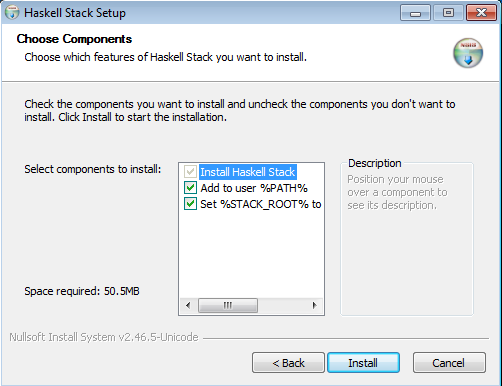 Haskell Stack Setup
Choose Components
Choose which features of Haskell Stack you want to install.
Check the components you want to install and uncheck the components you don't want to
install. Click Install to start the installation.
Select components to install:
Install Haskell Stack
Add to user %PATH%
Set %STACK_ROOT% to
Description
Position your mouse
over a component to
see its description.
Space required: 50.5MB
Nullsoft Install System v2.46.5-Unicode
< Back
Install
Cancel